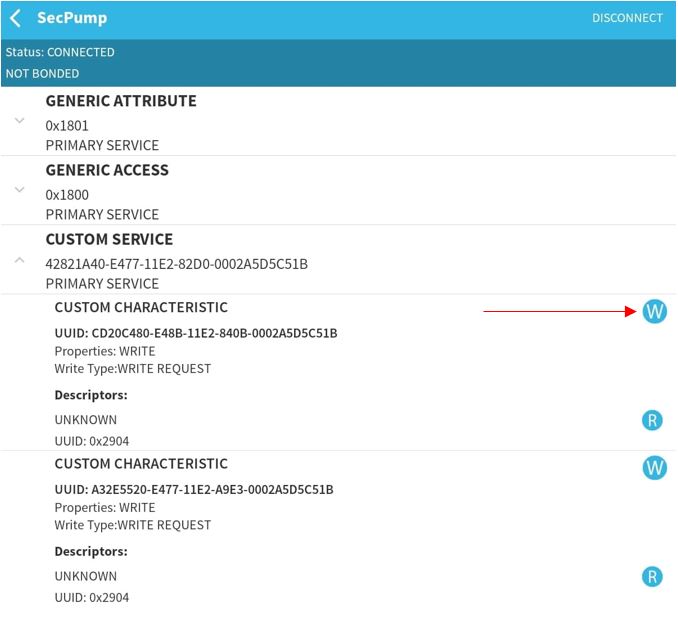 SecPump
DISCONNECT
Status: CONNECTED
NOT BONDED
GENERIC ATTRIBUTE
0x1801
PRIMARY SERVICE
GENERIC ACCESS
0x1800
PRIMARY SERVICE
CUSTOM SERVICE
42821A40-E477-11E2-82D0-0002A5D5C51B
PRIMARY SERVICE
CUSTOM CHARACTERISTIC
W
UUID: CD20C480-E48B-11E2-840B-0002A5D5C51B
Properties: WRITE
Write Type:WRITE REQUEST
Descriptors:
UNKNOWN
R
UUID: 0x2904
CUSTOM CHARACTERISTIC
W
UUID: A32E5520-E477-11E2-A9E3-0002A5D5C51B
Properties: WRITE
Write Type:WRITE REQUEST
Descriptors:
UNKNOWN
R
UUID: 0x2904